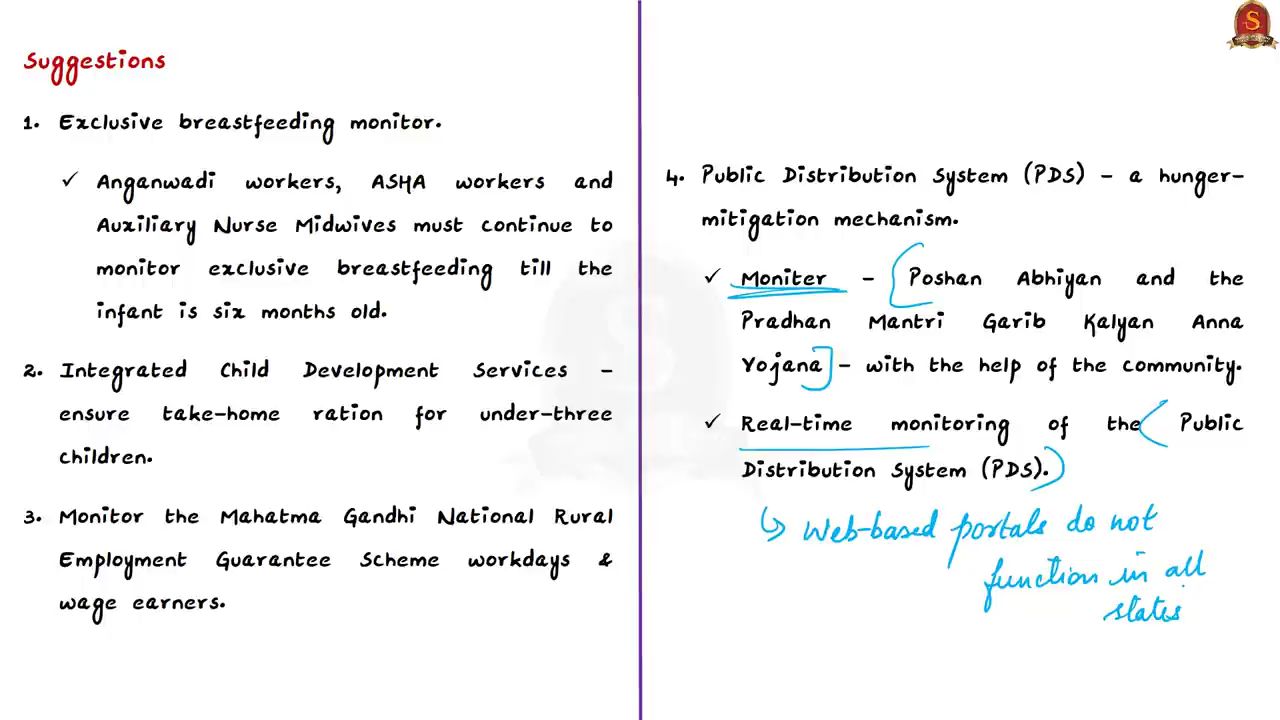 Suggestions
1. Exclusive breastfeeding monitor.
✓ Anganwadi workers, ASHA workers and
Auxiliary Nurse Midwives must continue to
monitor exclusive breastfeeding till the
infant is six months old.
2. Integrated Child Development Services -
ensure take-home ration for under-three
children.
3. Monitor the Mahatma Gandhi National Rural
Employment Guarantee Scheme workdays &
wage earners.
4. Public Distribution System (PDS) - a hunger-
mitigation mechanism.
✓ Moniter - Poshan Abhiyan and the
Pradhan Mantri Garib Kalyan Anna
Yojana - with the help of the community.
✓ Real-time monitoring of the Public
Distribution System (PDS).
Web-based portals do not
function in all
states
S